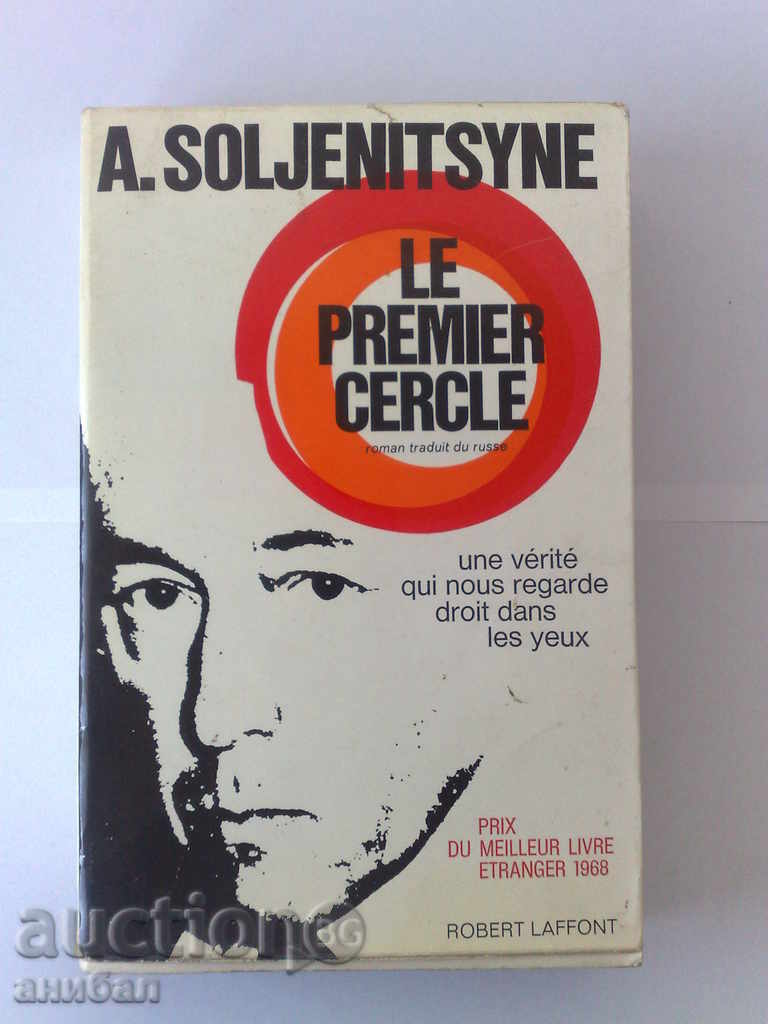 A. SOLJENITSYNE
LE
PREMIER
CERCLE
roman traduit du russe
une vérité
qui nous regarde
droit dans
les yeux
PRIX
DU MEILLEUR LIVRE
ETRANGER 1968
ROBERT LAFFONT
auction BG
анибал